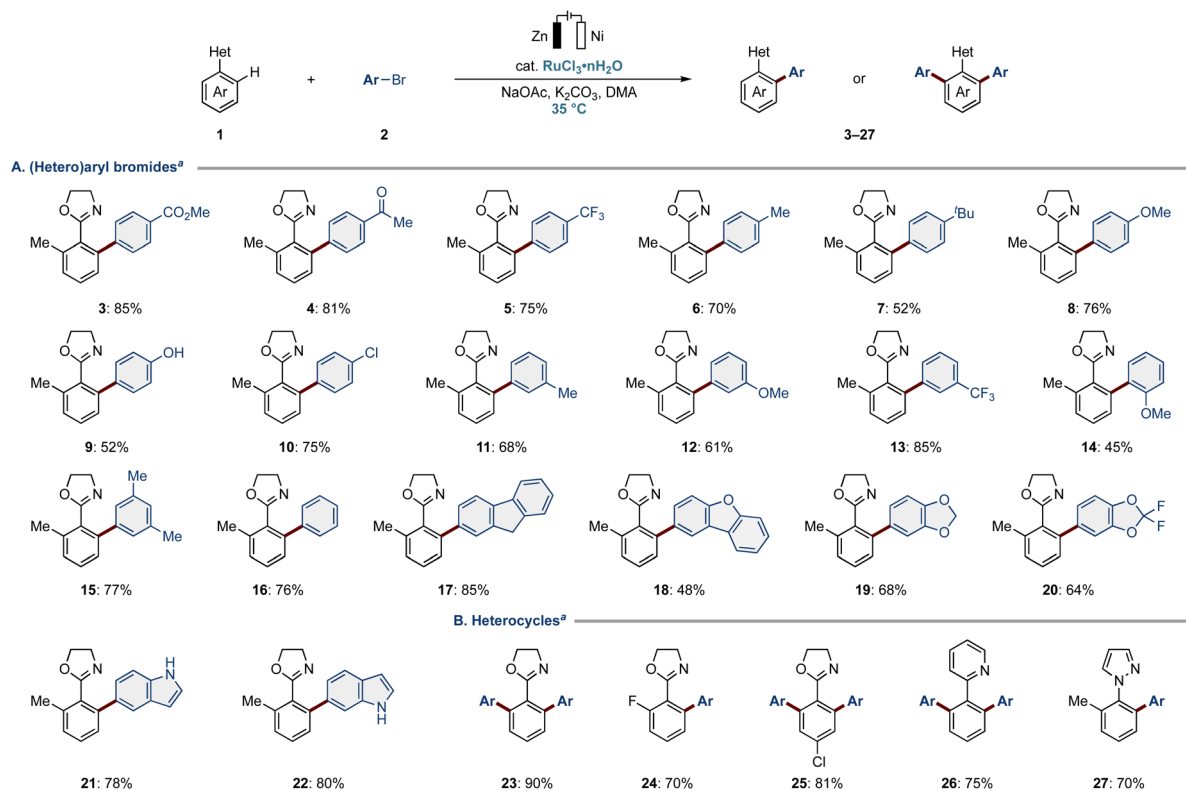 Zn Ni
Het
H
Ar
1
+
Ar–Br
2
cat. RuCl3•nH2O
NaOAc, K2CO3, DMA
35 °C
Het
Ar
Ar
or
Het
Ar Ar
Ar
3–27
A. (Hetero)aryl bromidesᵃ
O N Me CO2Me
O N Me O Me
O N Me CF3
O N Me Me
O N Me tBu
O N Me OMe
3: 85% 4: 81% 5: 75% 6: 70% 7: 52% 8: 76%
O N Me OH
O N Me Cl
O N Me Me
O N Me OMe
O N Me CF3
O N Me OMe
9: 52% 10: 75% 11: 68% 12: 61% 13: 85% 14: 45%
O N Me Me Me
O N Me
O N Me
O N Me O
O N Me O O
O N Me O O F F
15: 77% 16: 76% 17: 85% 18: 48% 19: 68% 20: 64%
B. Heterocyclesᵃ
O N Me H N
O N Me N H
O N Ar Ar
O N F Ar
O N Ar Ar Cl
N Ar Ar
N N Me Ar
21: 78% 22: 80% 23: 90% 24: 70% 25: 81% 26: 75% 27: 70%